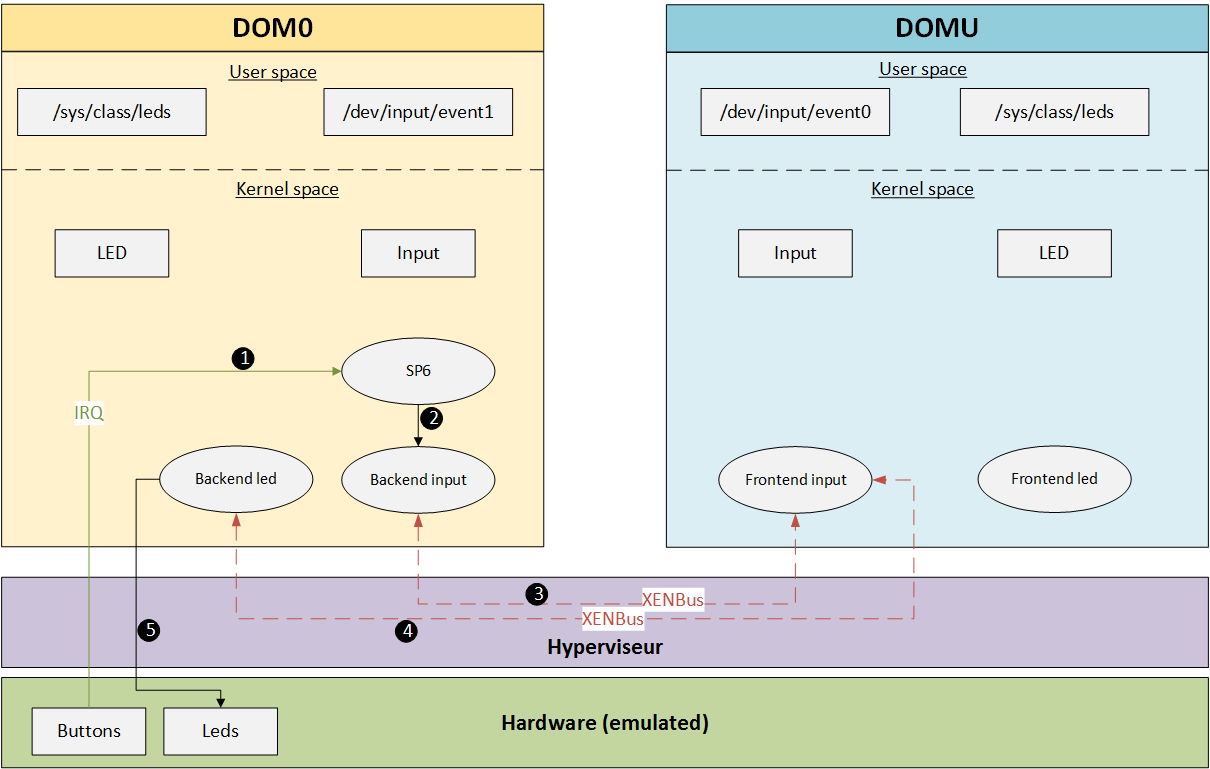 DOM0
User space
/sys/class/leds
/dev/input/event1
Kernel space
LED
Input
1
SP6
IRQ
2
Backend led
Backend input
DOMU
User space
/dev/input/event0
/sys/class/leds
Kernel space
Input
LED
Frontend input
Frontend led
3
XENBus
XENBus
4
5
Hyperviseur
Buttons
Leds
Hardware (emulated)